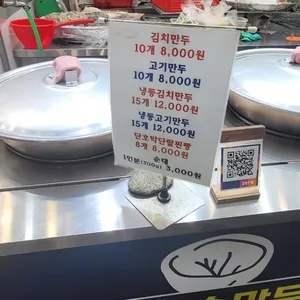 김치만두
10개 8,000원
고기만두
10개 8,000원
냉동김치만두
15개 12,000원
냉동고기만두
15개 12,000원
단호박단팥찐빵
8개 8,000원
순대
1인분(300g) 3,000원